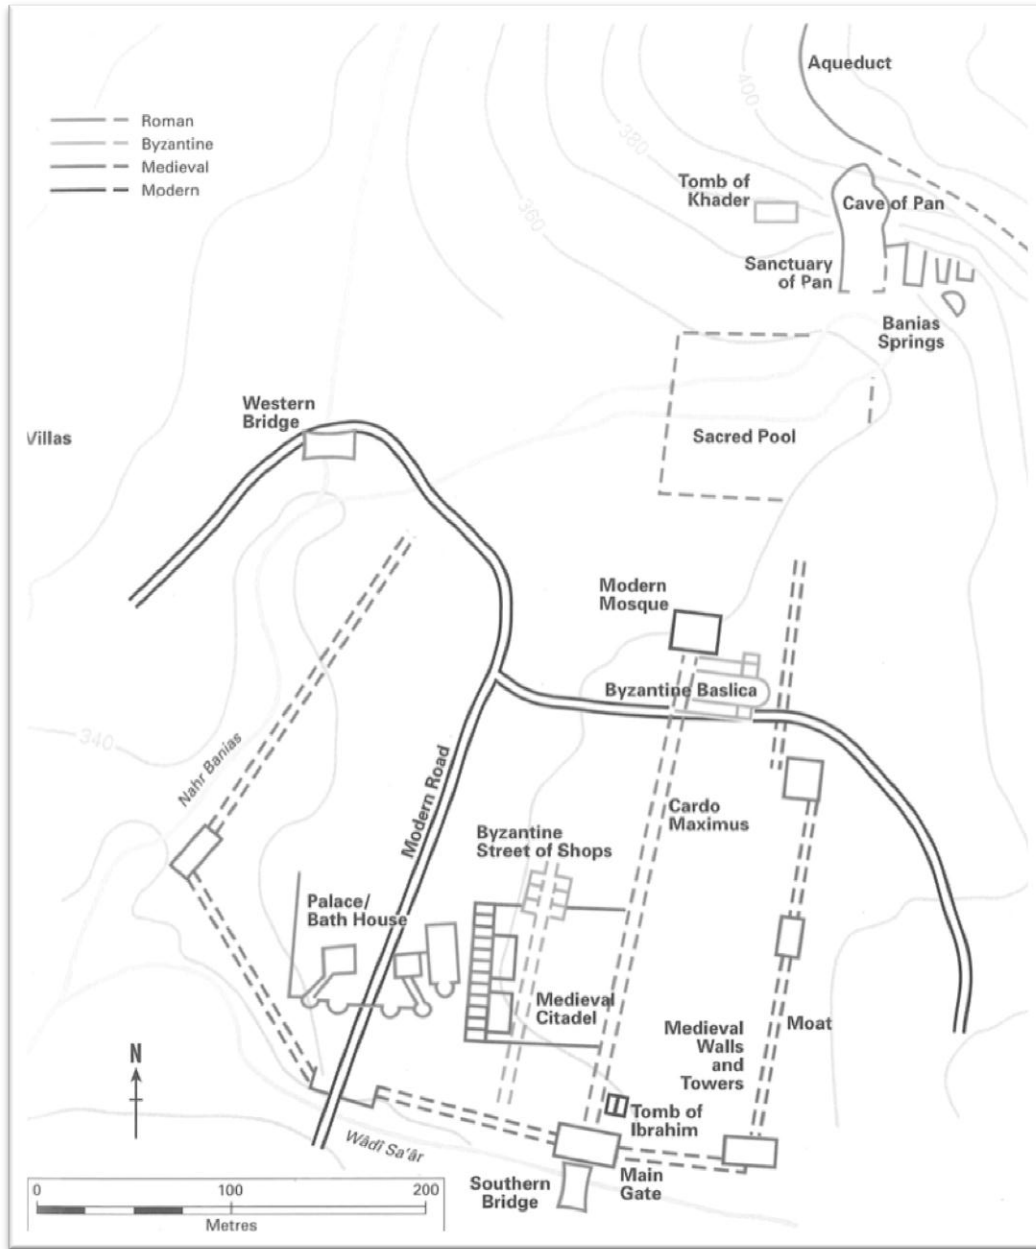 Aqueduct
Roman
Byzantine
Medieval
Modern
400
380
360
Tomb of
Khader
Cave of Pan
Sanctuary
of Pan
Banias
Springs
Western
Bridge
Villas
Sacred Pool
Modern
Mosque
Byzantine Baslica
340
Nahr Banias
Modern Road
Cardo
Maximus
Byzantine
Street of Shops
Palace/
Bath House
Medieval
Citadel
Medieval
Walls
and
Towers
Moat
N
Tomb of
Ibrahim
Wâdî Sa'âr
Southern
Bridge
Main
Gate
0 100 200
Metres